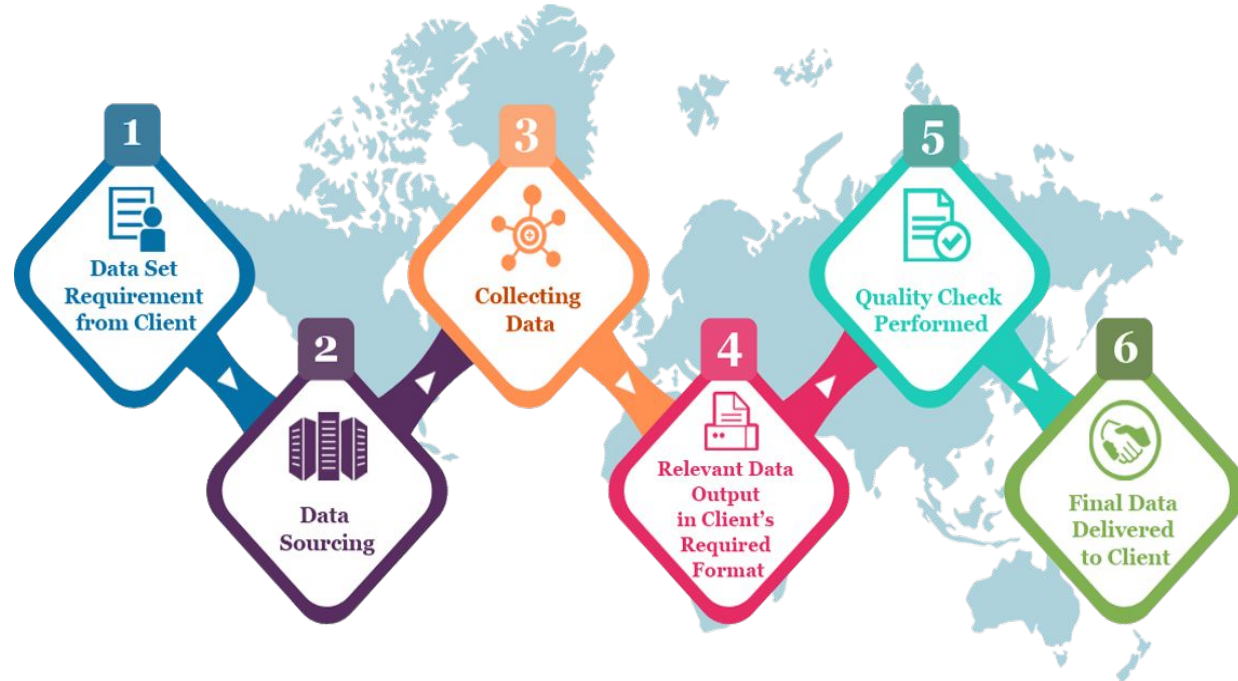 1
Data Set
Requirement
from Client
2
Data
Sourcing
3
Collecting
Data
4
Relevant Data
Output
in Client’s
Required
Format
5
Quality Check
Performed
6
Final Data
Delivered
to Client